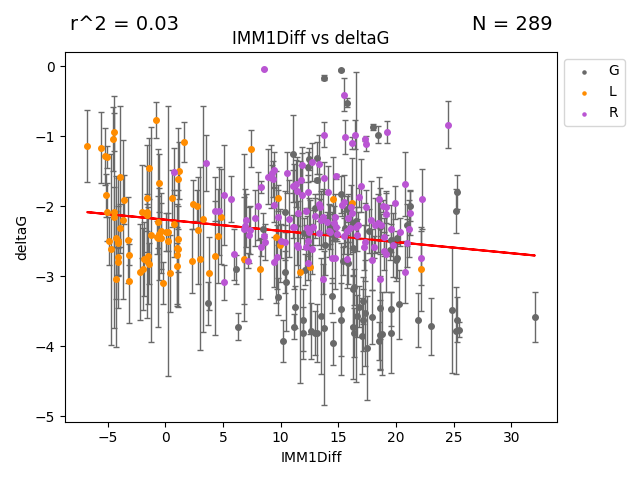 r^2 = 0.03 N = 289
IMM1Diff vs deltaG
G
L
R
deltaG
0
−1
−2
−3
−4
−5
−5 0 5 10 15 20 25 30
IMM1Diff